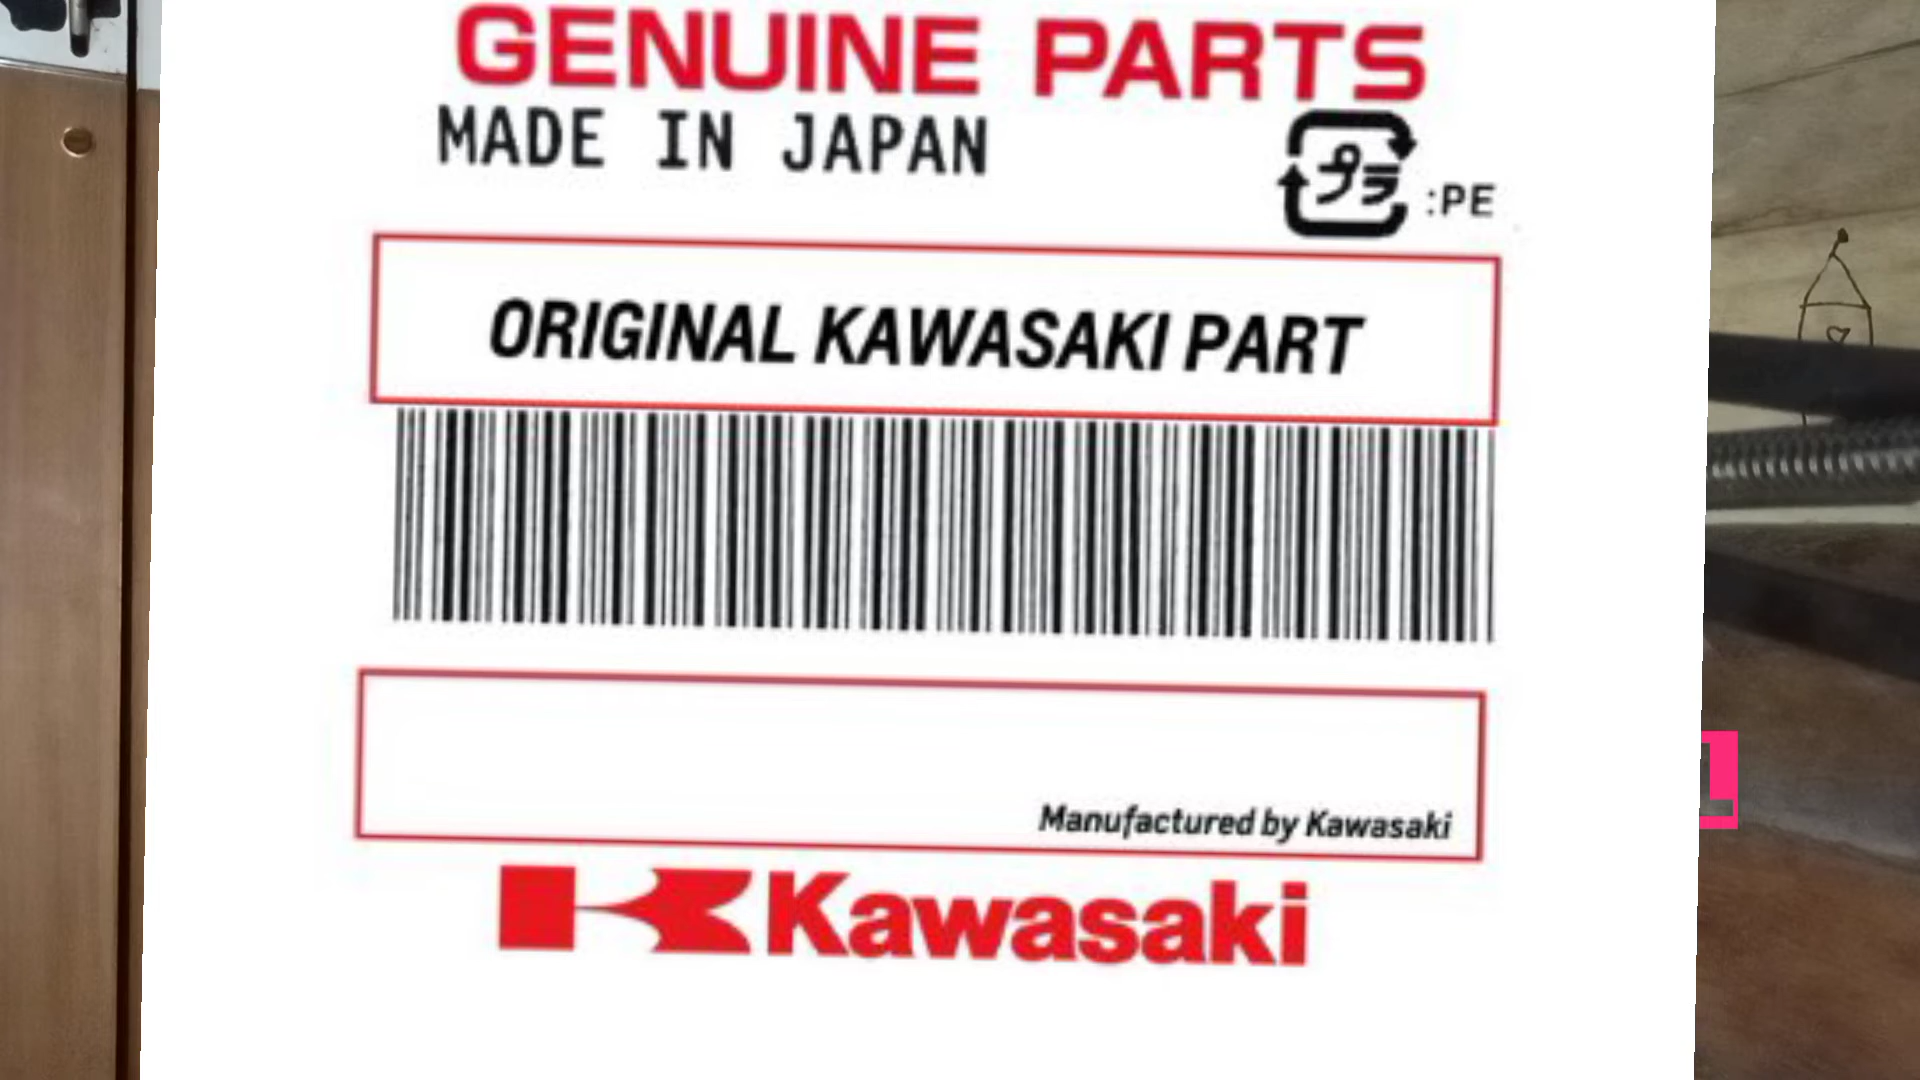 GENUINE PARTS
MADE IN JAPAN
プラ :PE
ORIGINAL KAWASAKI PART
Manufactured by Kawasaki
Kawasaki